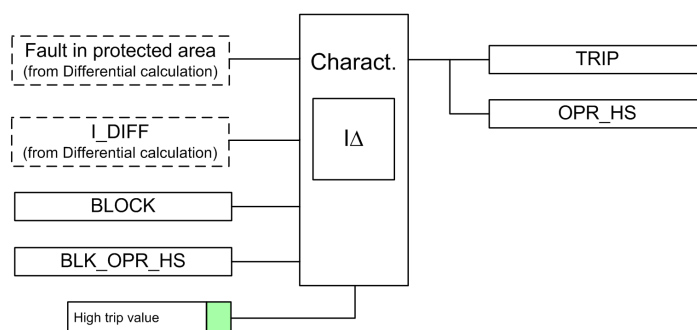 Fault in protected area
(from Differential calculation)
I_DIFF
(from Differential calculation)
BLOCK
BLK_OPR_HS
High trip value
Charact.
IΔ
TRIP
OPR_HS